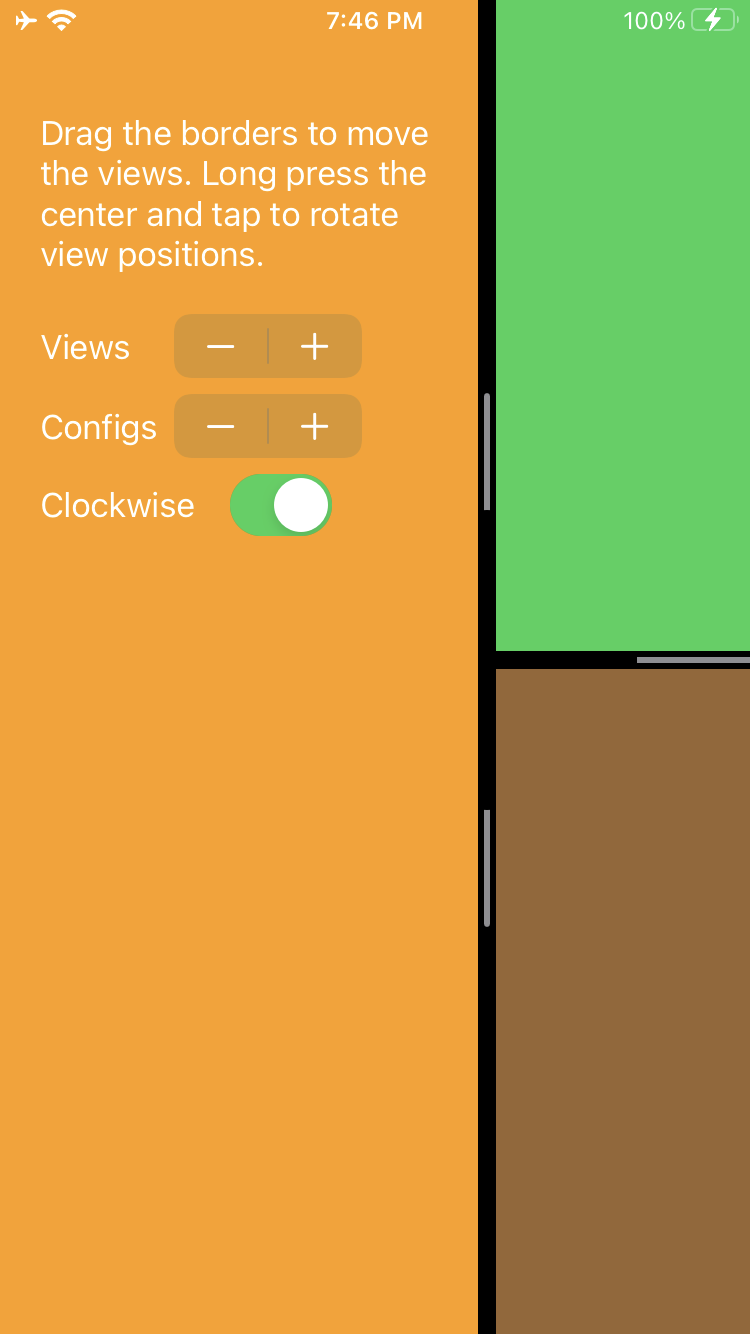 7:46 PM 100%
Drag the borders to move
the views. Long press the
center and tap to rotate
view positions.
Views
Configs
Clockwise